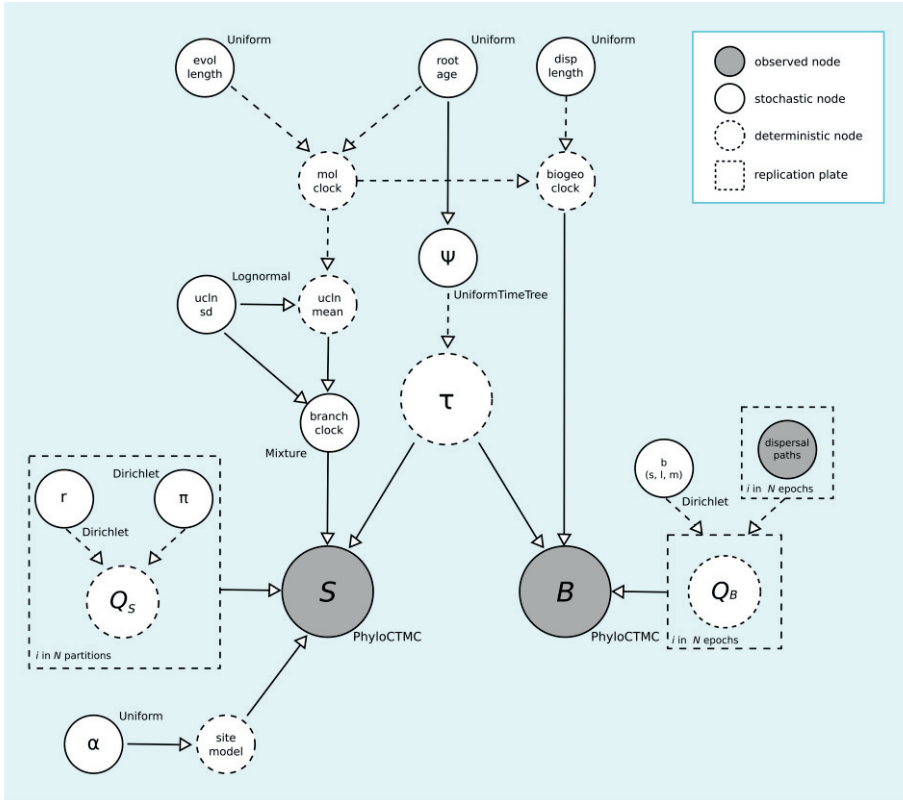 Uniform
evol
length
Uniform
root
age
Uniform
disp
length
observed node
stochastic node
deterministic node
replication plate
mol
clock
biogeo
clock
Ψ
UniformTimeTree
Lognormal
ucln
sd
ucln
mean
τ
branch
clock
Mixture
dispersal
paths
i in N epochs
b
(s, l, m)
Dirichlet
r
Dirichlet
π
Dirichlet
QS
i in N partitions
S
PhyloCTMC
B
PhyloCTMC
QB
i in N epochs
Uniform
α
site
model